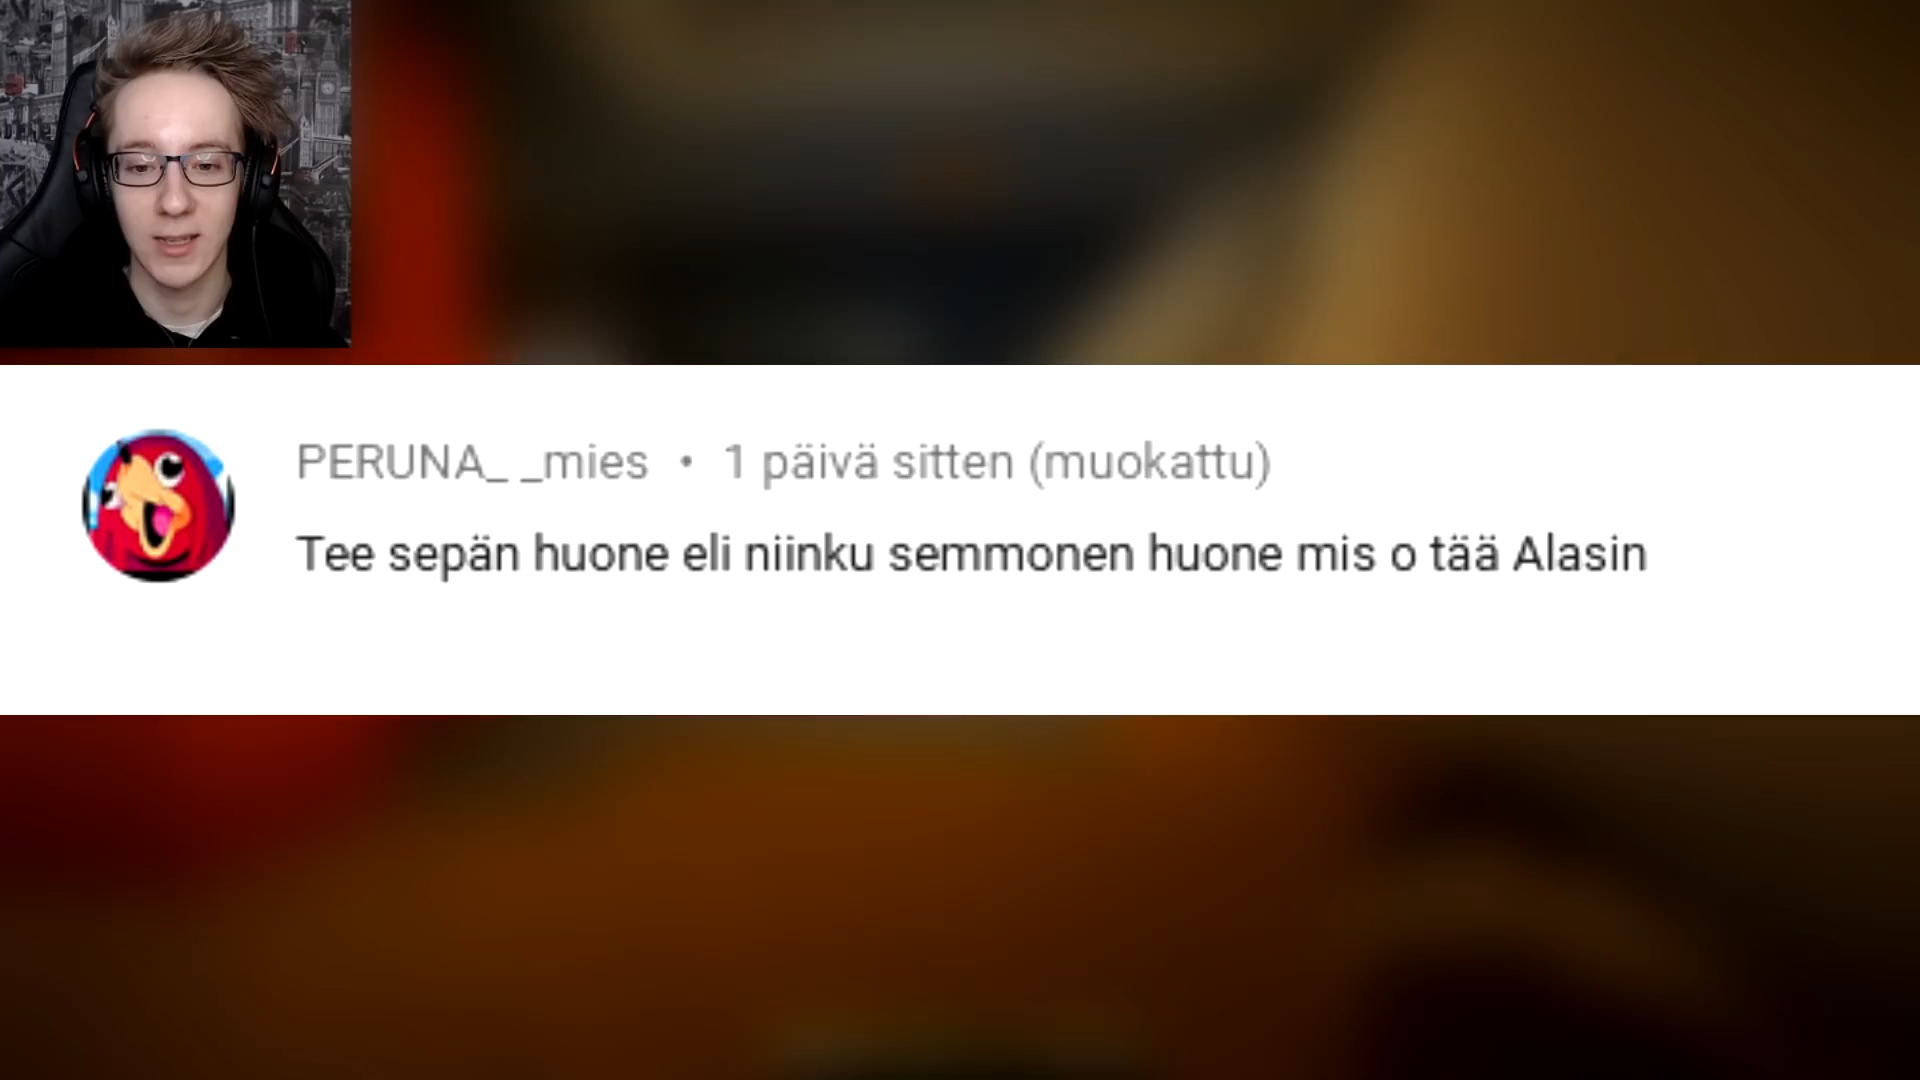 PERUNA_ _mies • 1 päivä sitten (muokattu)
Tee sepän huone eli niinku semmonen huone mis o tää Alasin